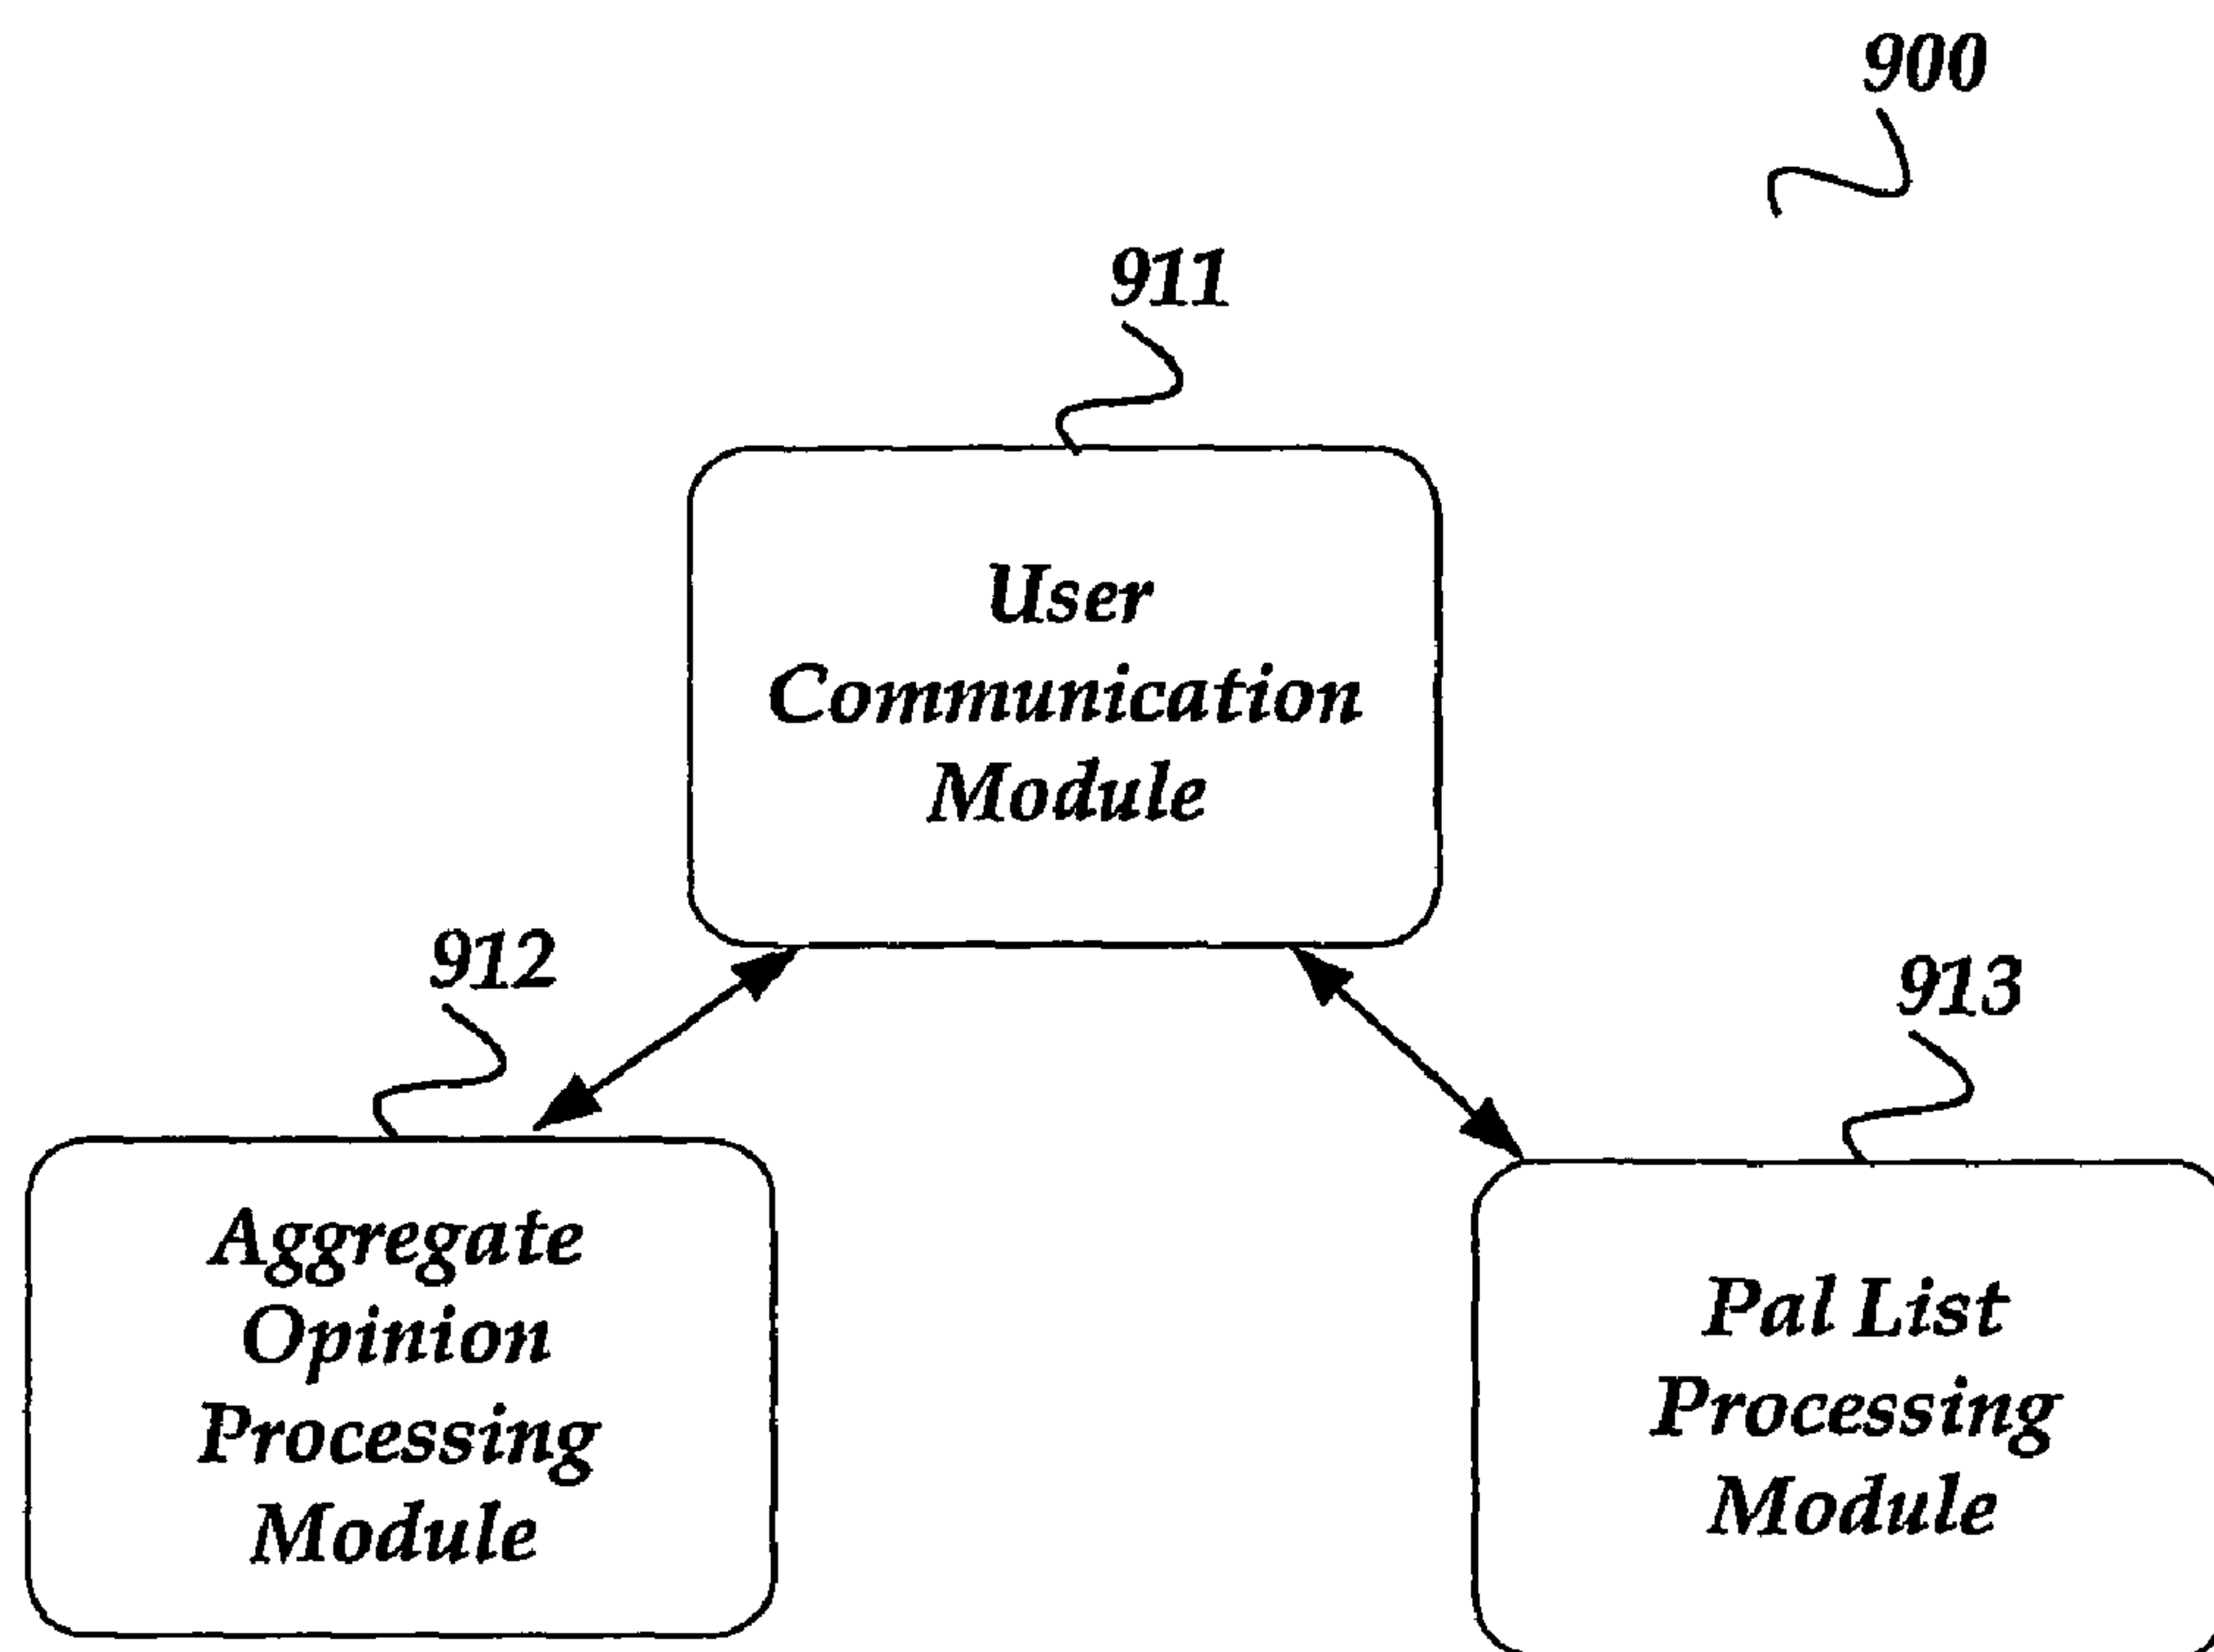 900
911
User
Communication
Module
912
913
Aggregate
Opinion
Processing
Module
Pal List
Processing
Module